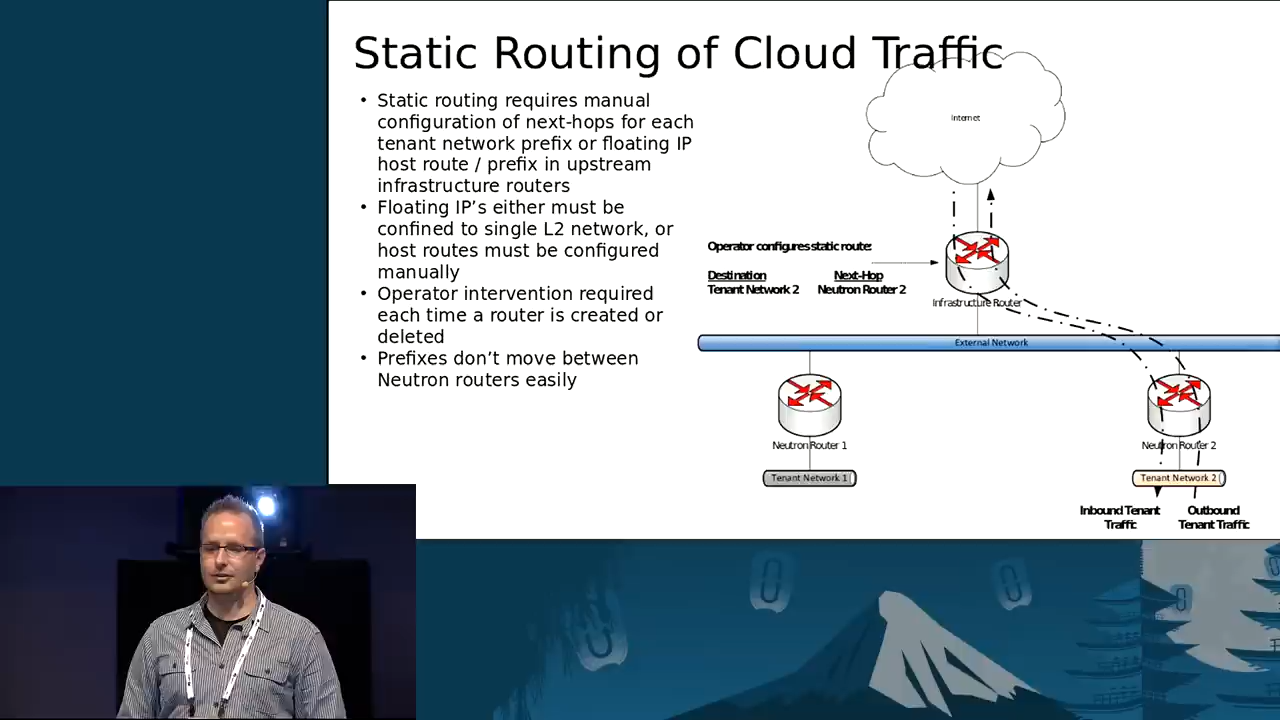 Static Routing of Cloud Traffic
• Static routing requires manual
configuration of next-hops for each
tenant network prefix or floating IP
host route / prefix in upstream
infrastructure routers
• Floating IP’s either must be
confined to single L2 network, or
host routes must be configured
manually
• Operator intervention required
each time a router is created or
deleted
• Prefixes don’t move between
Neutron routers easily
Internet
Operator configures static route:
Destination Next-Hop
Tenant Network 2 Neutron Router 2
Infrastructure Router
External Network
Neutron Router 1
Neutron Router 2
Tenant Network 1
Tenant Network 2
Inbound Tenant
Traffic
Outbound
Tenant Traffic